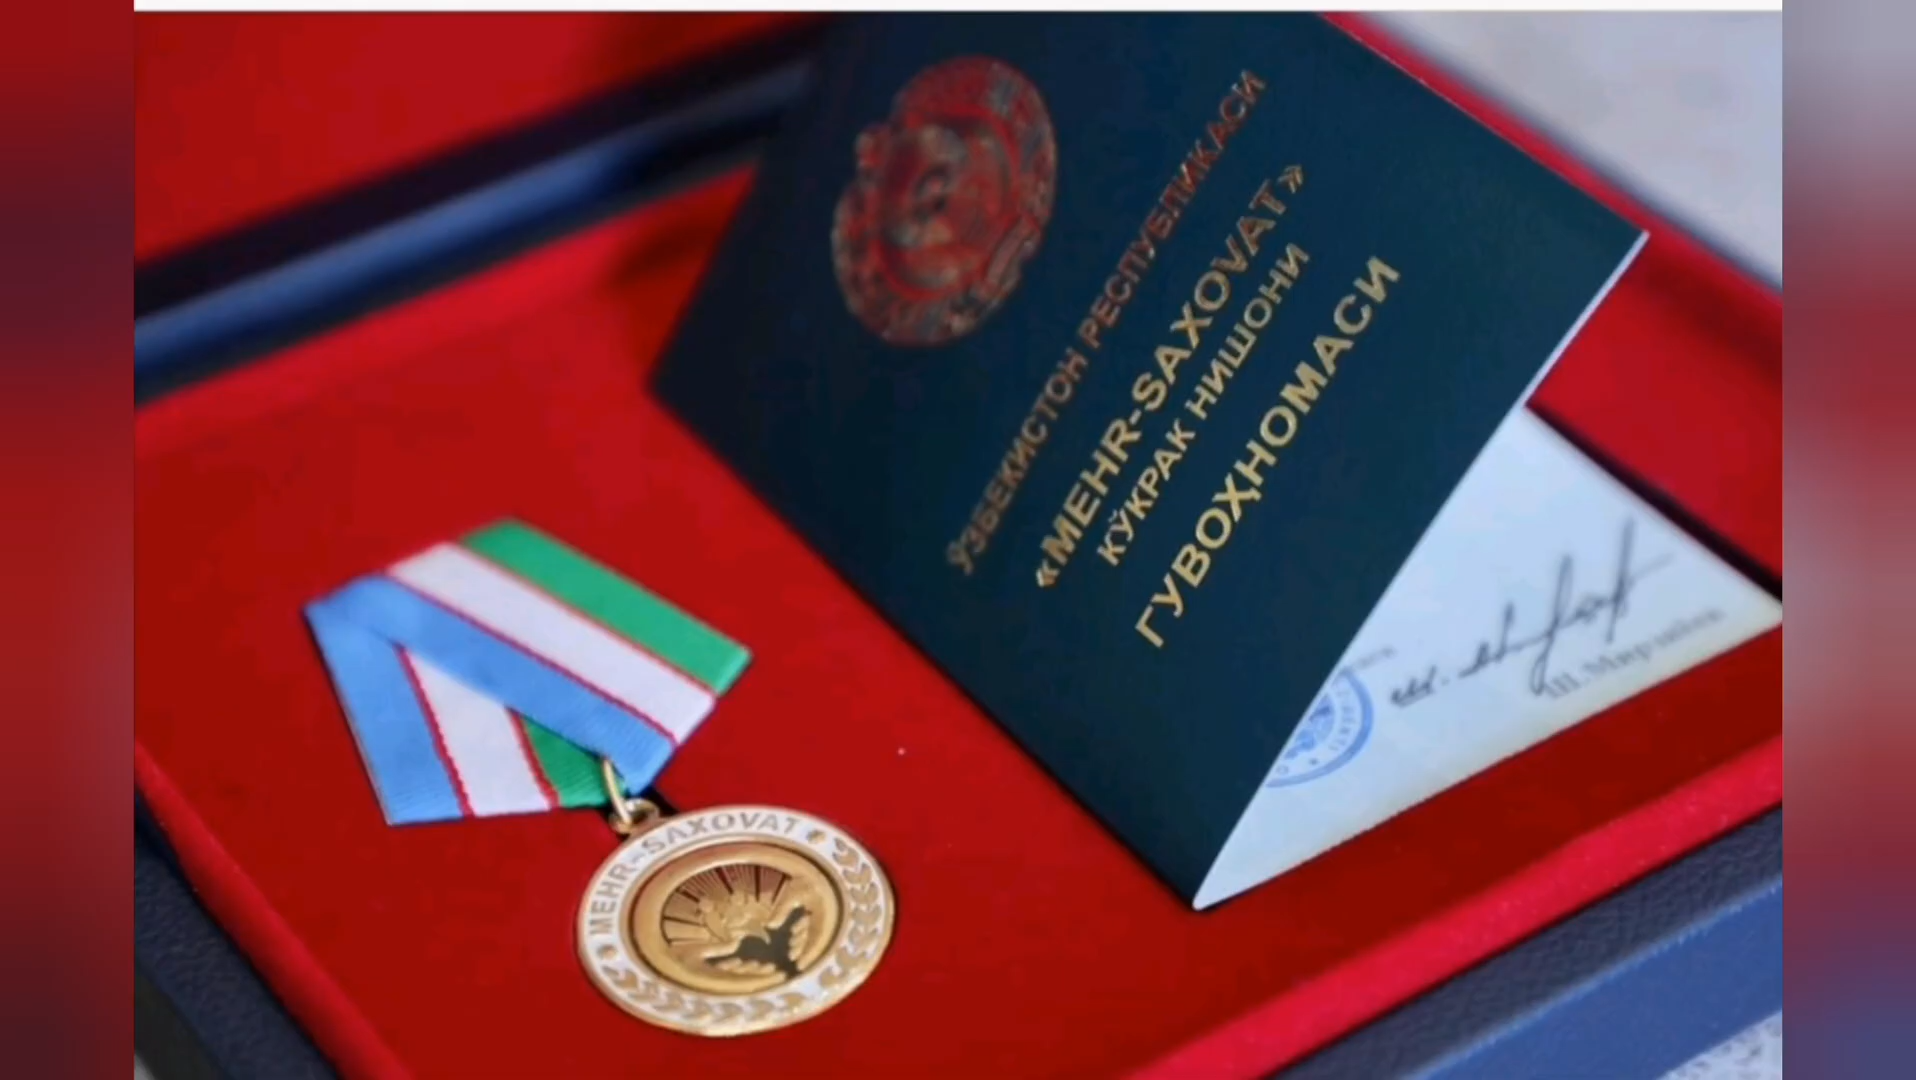 ЎЗБЕКИСТОН РЕСПУБЛИКАСИ
«MEHR-SAXOVAT»
КЎКРАК НИШОНИ
ГУВОҲНОМАСИ
MEHR-SAXOVAT